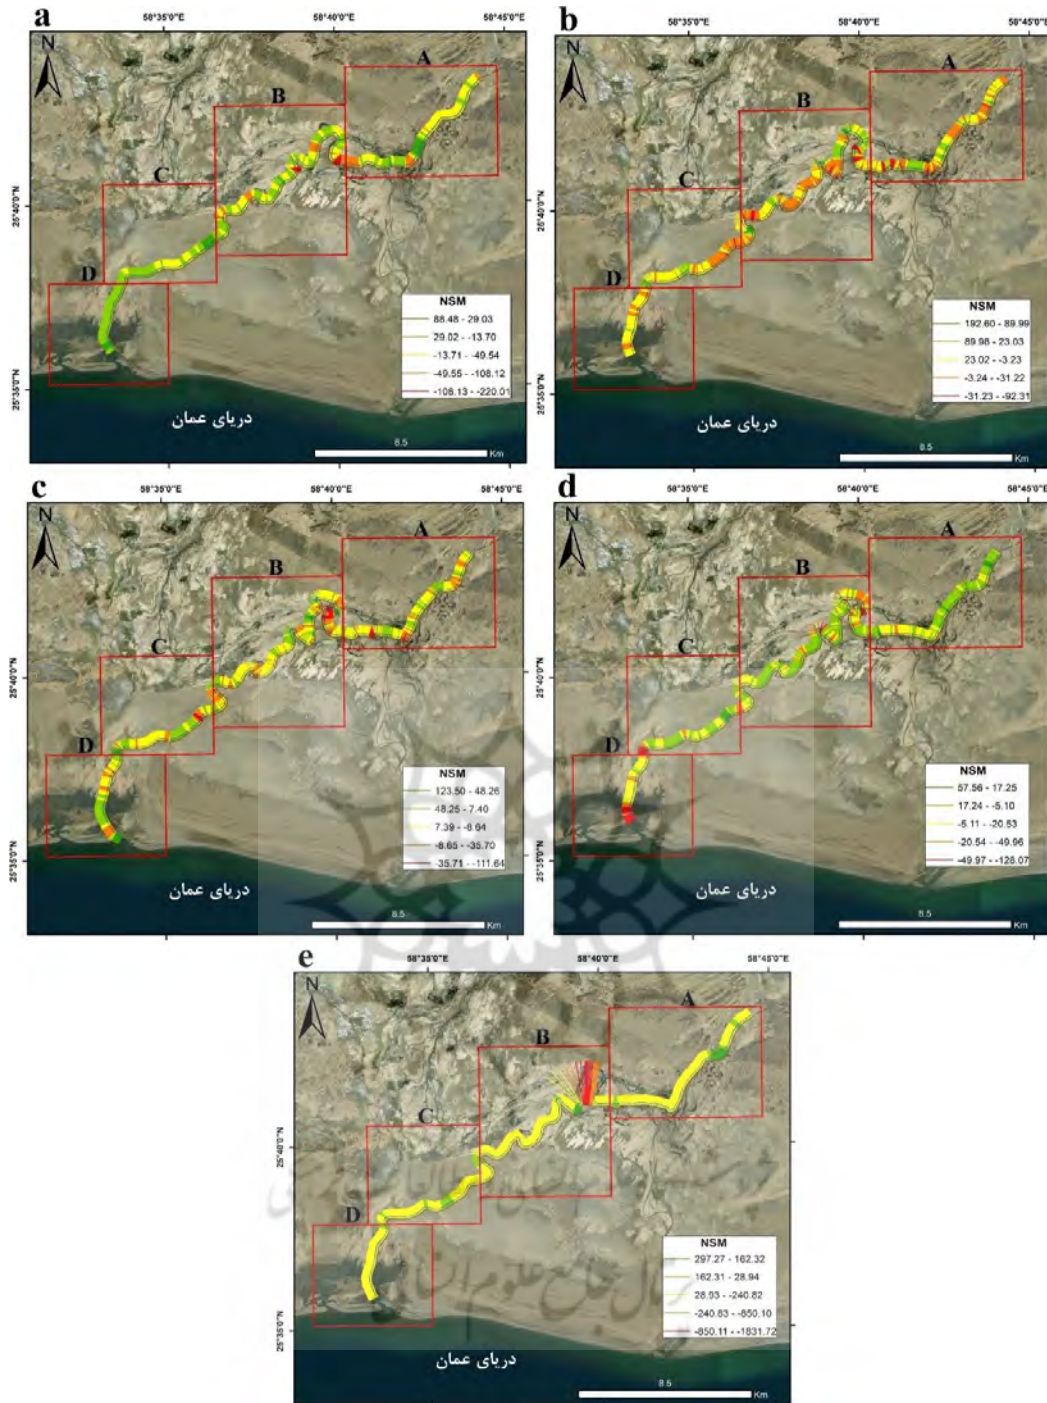 a
58°35'0"E 58°40'0"E 58°45'0"E
N
A
B
C
D
25°40'0"N
25°35'0"N
NSM
88.48 - 29.03
29.02 - -13.70
-13.71 - -49.54
-49.55 - -108.12
-108.13 - -220.01
دریای عمان
8.5
Km
b
58°35'0"E 58°40'0"E 58°45'0"E
N
A
B
C
D
25°40'0"N
25°35'0"N
NSM
192.60 - 89.99
89.98 - 23.03
23.02 - -3.23
-3.24 - -31.22
-31.23 - -92.31
دریای عمان
8.5
Km
c
58°35'0"E 58°40'0"E 58°45'0"E
N
A
B
C
D
25°40'0"N
25°35'0"N
NSM
123.50 - 48.26
48.25 - 7.40
7.39 - -8.64
-8.65 - -35.70
-35.71 - -111.64
دریای عمان
8.5
Km
d
58°35'0"E 58°40'0"E 58°45'0"E
N
A
B
C
D
25°40'0"N
25°35'0"N
NSM
57.56 - 17.25
17.24 - -5.10
-5.11 - -20.53
-20.54 - -49.96
-49.97 - -128.07
دریای عمان
8.5
Km
e
58°35'0"E 58°40'0"E 58°45'0"E
N
A
B
C
D
25°40'0"N
25°35'0"N
NSM
297.27 - 162.32
162.31 - 28.94
28.93 - -240.82
-240.83 - -850.10
-850.11 - -1831.72
دریای عمان
8.5
Km